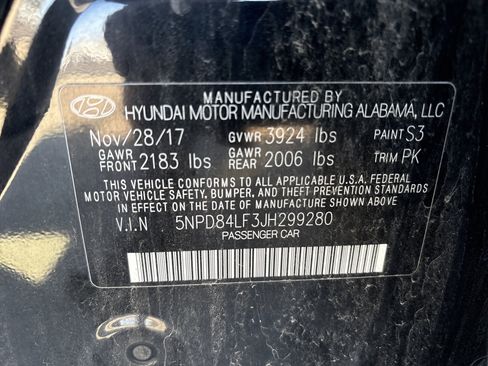 MANUFACTURED BY
HYUNDAI MOTOR MANUFACTURING ALABAMA, LLC
Nov/28/17 GVWR 3924 lbs PAINT S3
GAWR FRONT 2183 lbs GAWR REAR 2006 lbs TRIM PK
THIS VEHICLE CONFORMS TO ALL APPLICABLE U.S.A. FEDERAL
MOTOR VEHICLE SAFETY, BUMPER, AND THEFT PREVENTION STANDARDS
IN EFFECT ON THE DATE OF MANUFACTURE SHOWN ABOVE
V.I.N 5NPD84LF3JH299280
PASSENGER CAR